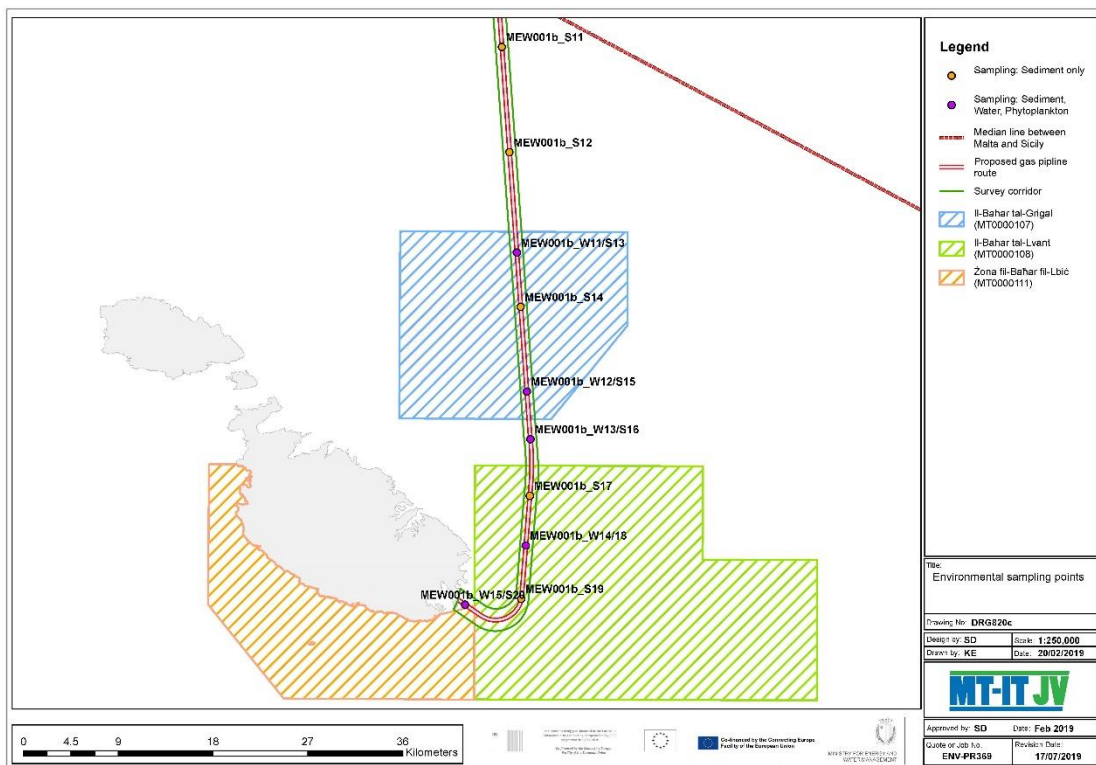 MEW001b_S11
MEW001b_S12
MEW001b_W11/S13
MEW001b_S14
MEW001b_W12/S15
MEW001b_W13/S16
MEW001b_S17
MEW001b_W14/18
MEW001b_S19
MEW001b_W15/S20
0 4.5 9 18 27 36
Kilometers
Co-financed by the Connecting Europe
Facility of the European Union
MINISTRY FOR ENERGY AND
WATER MANAGEMENT
Legend
Sampling: Sediment only
Sampling: Sediment,
Water, Phytoplankton
Median line between
Malta and Sicily
Proposed gas pipline
route
Survey corridor
Il-Baħar tal-Grigal
(MT0000107)
Il-Baħar tal-Lvant
(MT0000108)
Żona fil-Baħar fil-Lbiċ
(MT0000111)
Title:
Environmental sampling points
Drawing No: DRG820c
Design by: SD
Scale: 1:250,000
Drawn by: KE
Date: 20/02/2019
MT-IT JV
Approved by: SD
Date: Feb 2019
Quote or Job No.
ENV-PR369
Revision Date:
17/07/2019